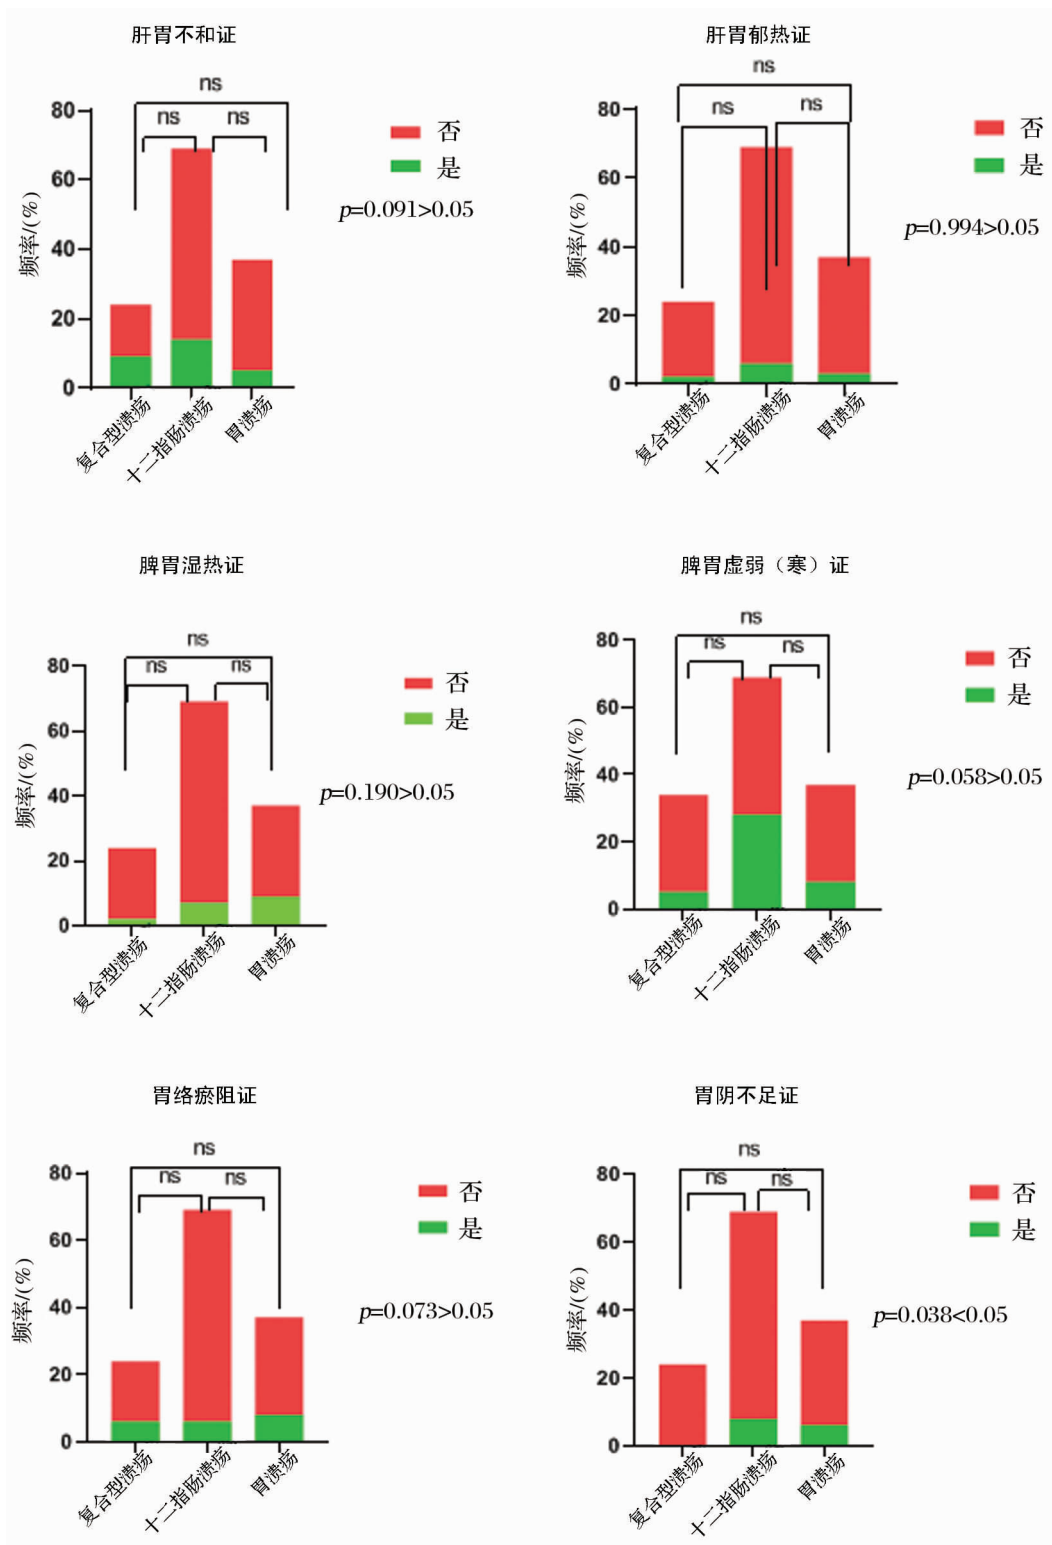 肝胃不和证
ns
ns
ns
80
60
40
20
0
频率/(%)
否
是
p=0.091>0.05
复合型溃疡
十二指肠溃疡
胃溃疡
肝胃郁热证
ns
ns
ns
80
60
40
20
0
频率/(%)
否
是
p=0.994>0.05
复合型溃疡
十二指肠溃疡
胃溃疡
脾胃湿热证
ns
ns
ns
80
60
40
20
0
频率/(%)
否
是
p=0.190>0.05
复合型溃疡
十二指肠溃疡
胃溃疡
脾胃虚弱（寒）证
ns
ns
ns
80
60
40
20
0
频率/(%)
否
是
p=0.058>0.05
复合型溃疡
十二指肠溃疡
胃溃疡
胃络瘀阻证
ns
ns
ns
80
60
40
20
0
频率/(%)
否
是
p=0.073>0.05
复合型溃疡
十二指肠溃疡
胃溃疡
胃阴不足证
ns
ns
ns
80
60
40
20
0
频率/(%)
否
是
p=0.038<0.05
复合型溃疡
十二指肠溃疡
胃溃疡